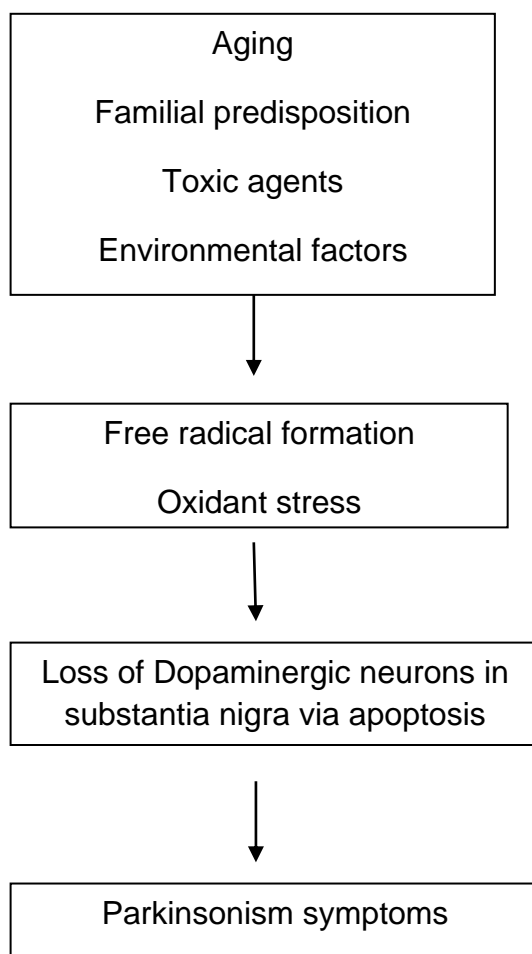 Aging
Familial predisposition
Toxic agents
Environmental factors
Free radical formation
Oxidant stress
Loss of Dopaminergic neurons in
substantia nigra via apoptosis
Parkinsonism symptoms